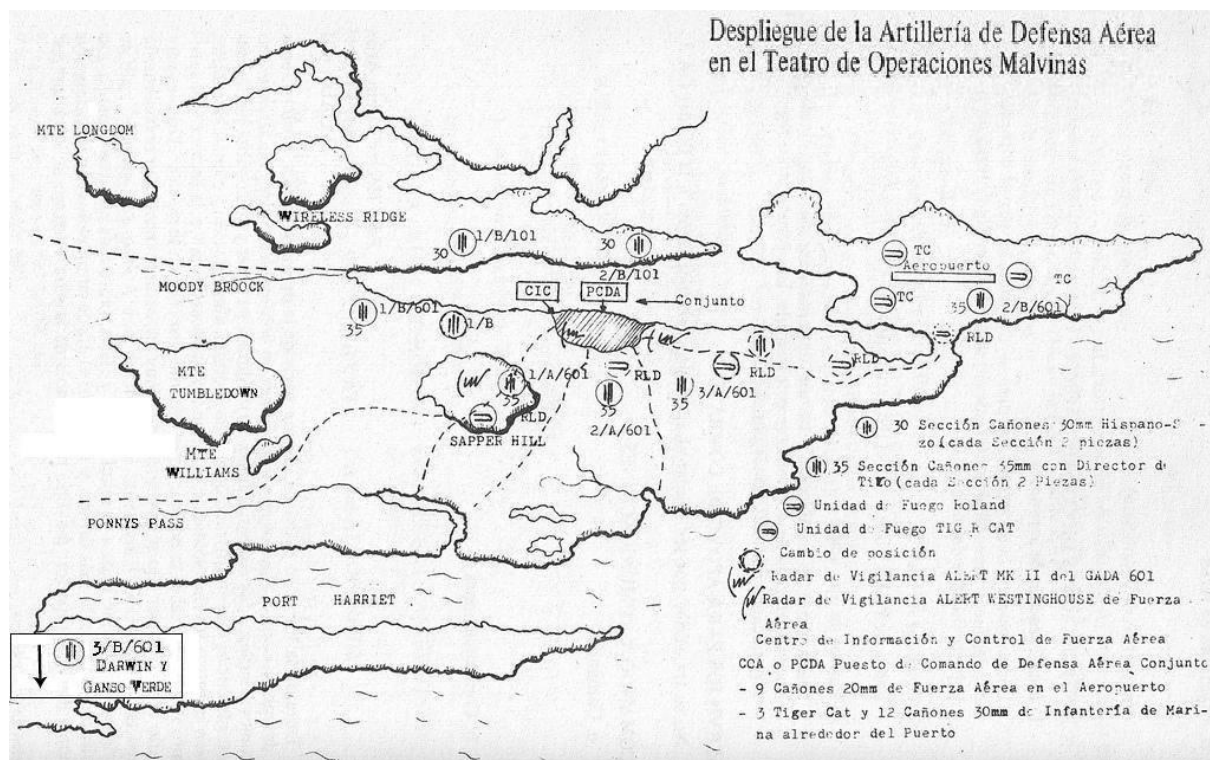 Despliegue de la Artillería de Defensa Aérea
en el Teatro de Operaciones Malvinas
MTE LONGDOM
WIRELESS RIDGE
1/B/101
30
30
2/B/101
TC
Aeropuerto
TC
TC
35
2/B/601
RLD
MOODY BROOCK
CIC
PCDA
Conjunto
1/B/601
35
1/B
MTE
TUMBLEDOWN
1/A/601
35
RLD
SAPPER HILL
RLD
35
2/A/601
3/A/601
35
RLD
RLD
MTE
WILLIAMS
PONNYS PASS
PORT HARRIET
3/B/601
DARWIN Y
GANSO VERDE
30 Sección Cañones 30mm Hispano-S -
zo(cada Sección 2 piezas)
35 Sección Cañones 35mm con Director de
Tiro(cada Sección 2 Piezas)
Unidad de Fuego Roland
Unidad de Fuego TIG R CAT
Cambio de posición
Radar de Vigilancia ALERT MK II del GADA 601
Radar de Vigilancia ALERT WESTINGHOUSE de Fuerza
Aérea
Centro de Información y Control de Fuerza Aérea
CCA o PCDA Puesto de Comando de Defensa Aérea Conjunto
- 9 Cañones 20mm de Fuerza Aérea en el Aeropuerto
- 3 Tiger Cat y 12 Cañones 30mm de Infantería de Mari-
na alrededor del Puerto